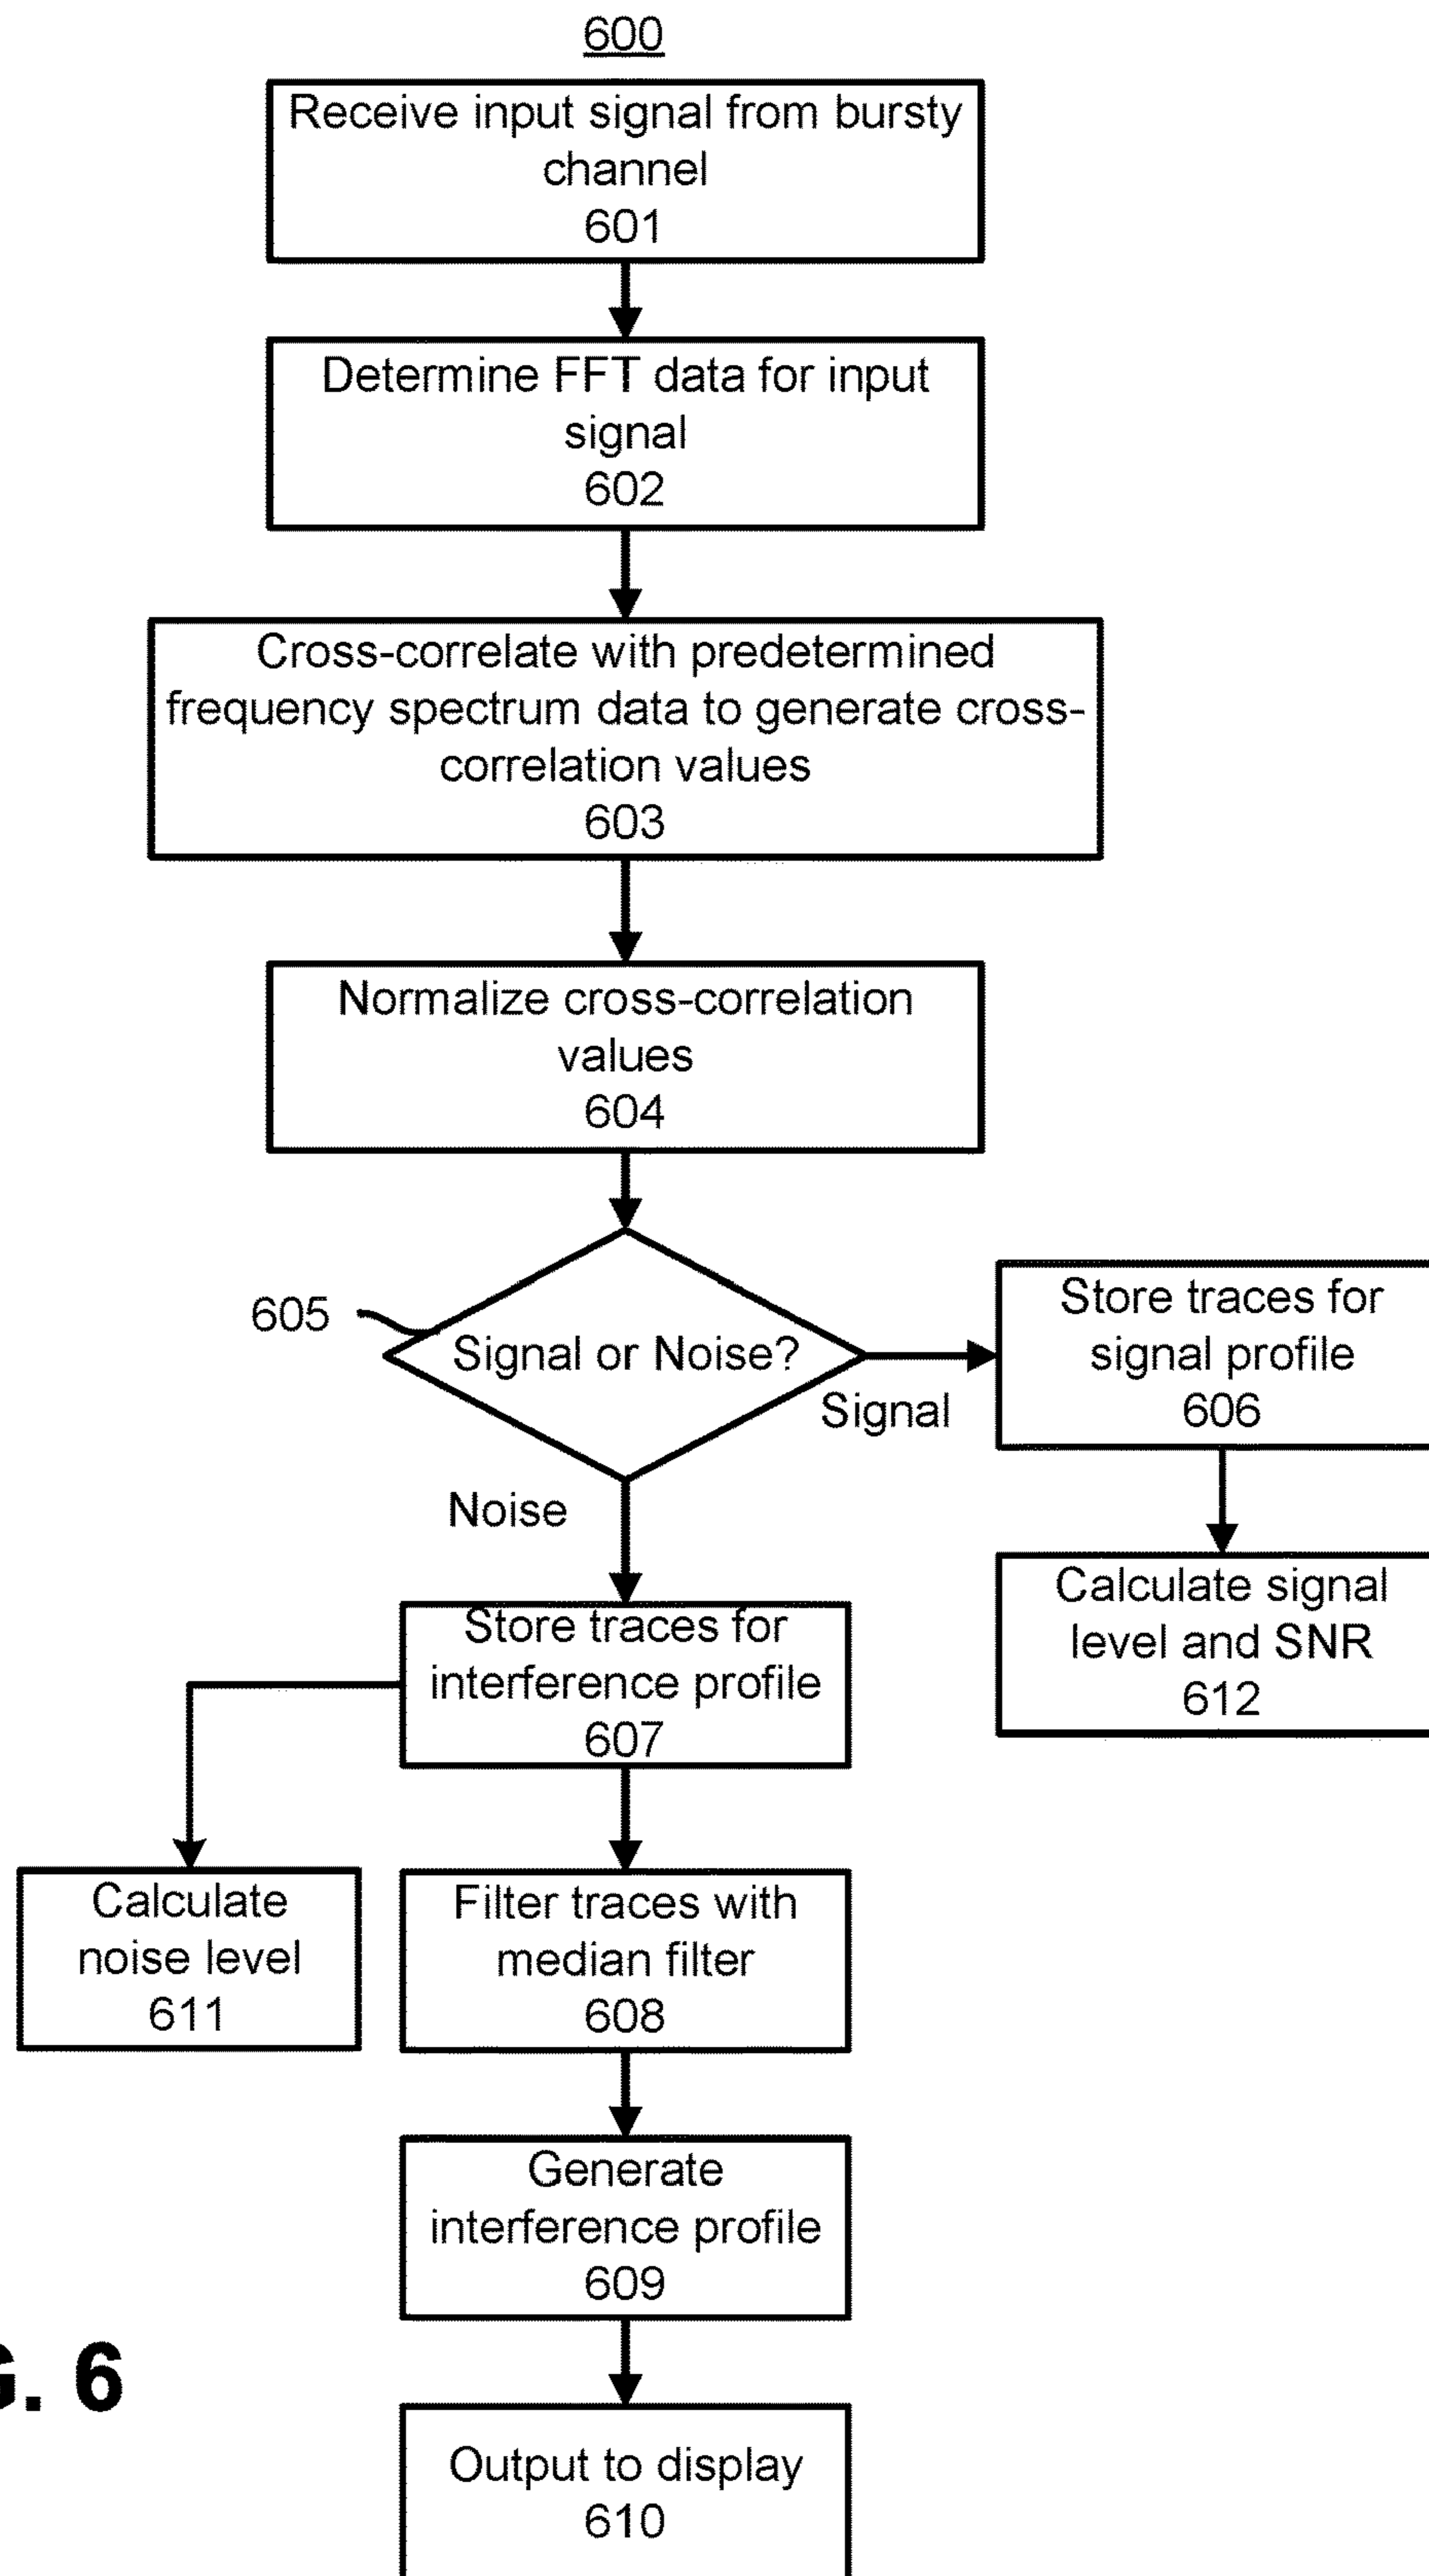 600
Receive input signal from bursty
channel
601
Determine FFT data for input
signal
602
Cross-correlate with predetermined
frequency spectrum data to generate cross-
correlation values
603
Normalize cross-correlation
values
604
605
Signal or Noise?
Signal
Noise
Store traces for
signal profile
606
Calculate signal
level and SNR
612
Store traces for
interference profile
607
Calculate
noise level
611
Filter traces with
median filter
608
Generate
interference profile
609
G. 6
Output to display
610